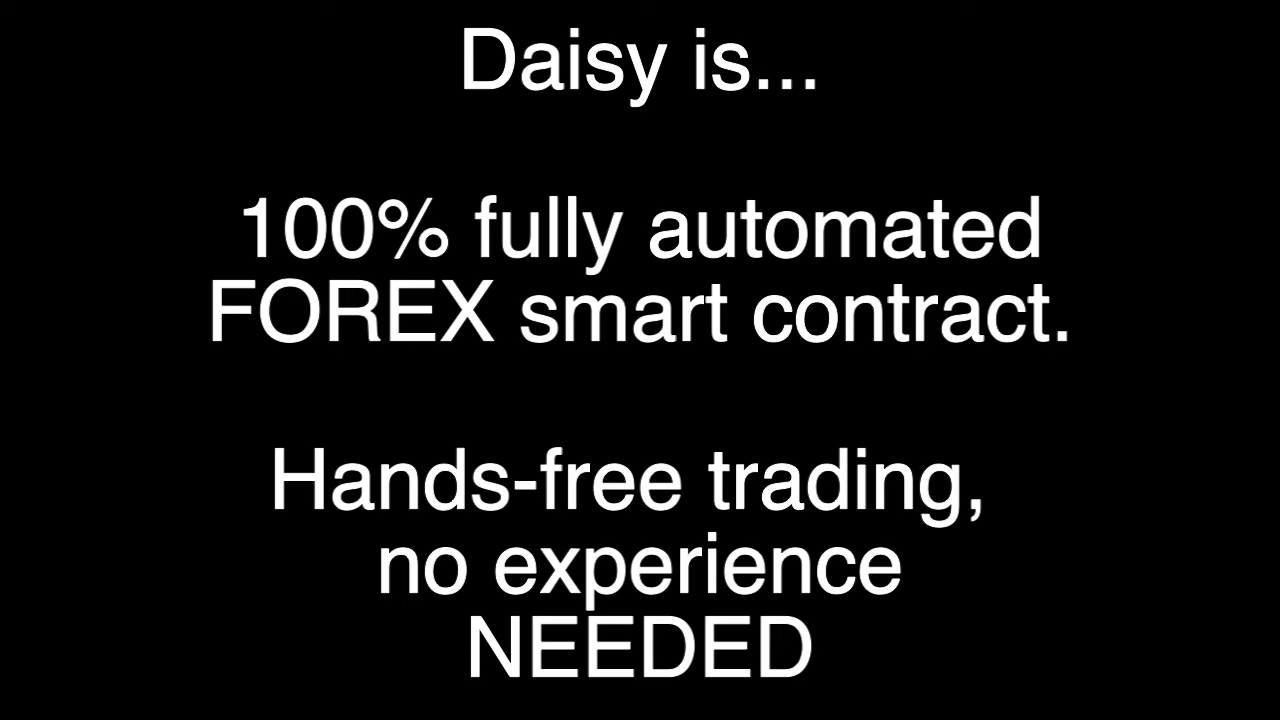 Daisy is...
100% fully automated
FOREX smart contract.
Hands-free trading,
no experience
NEEDED